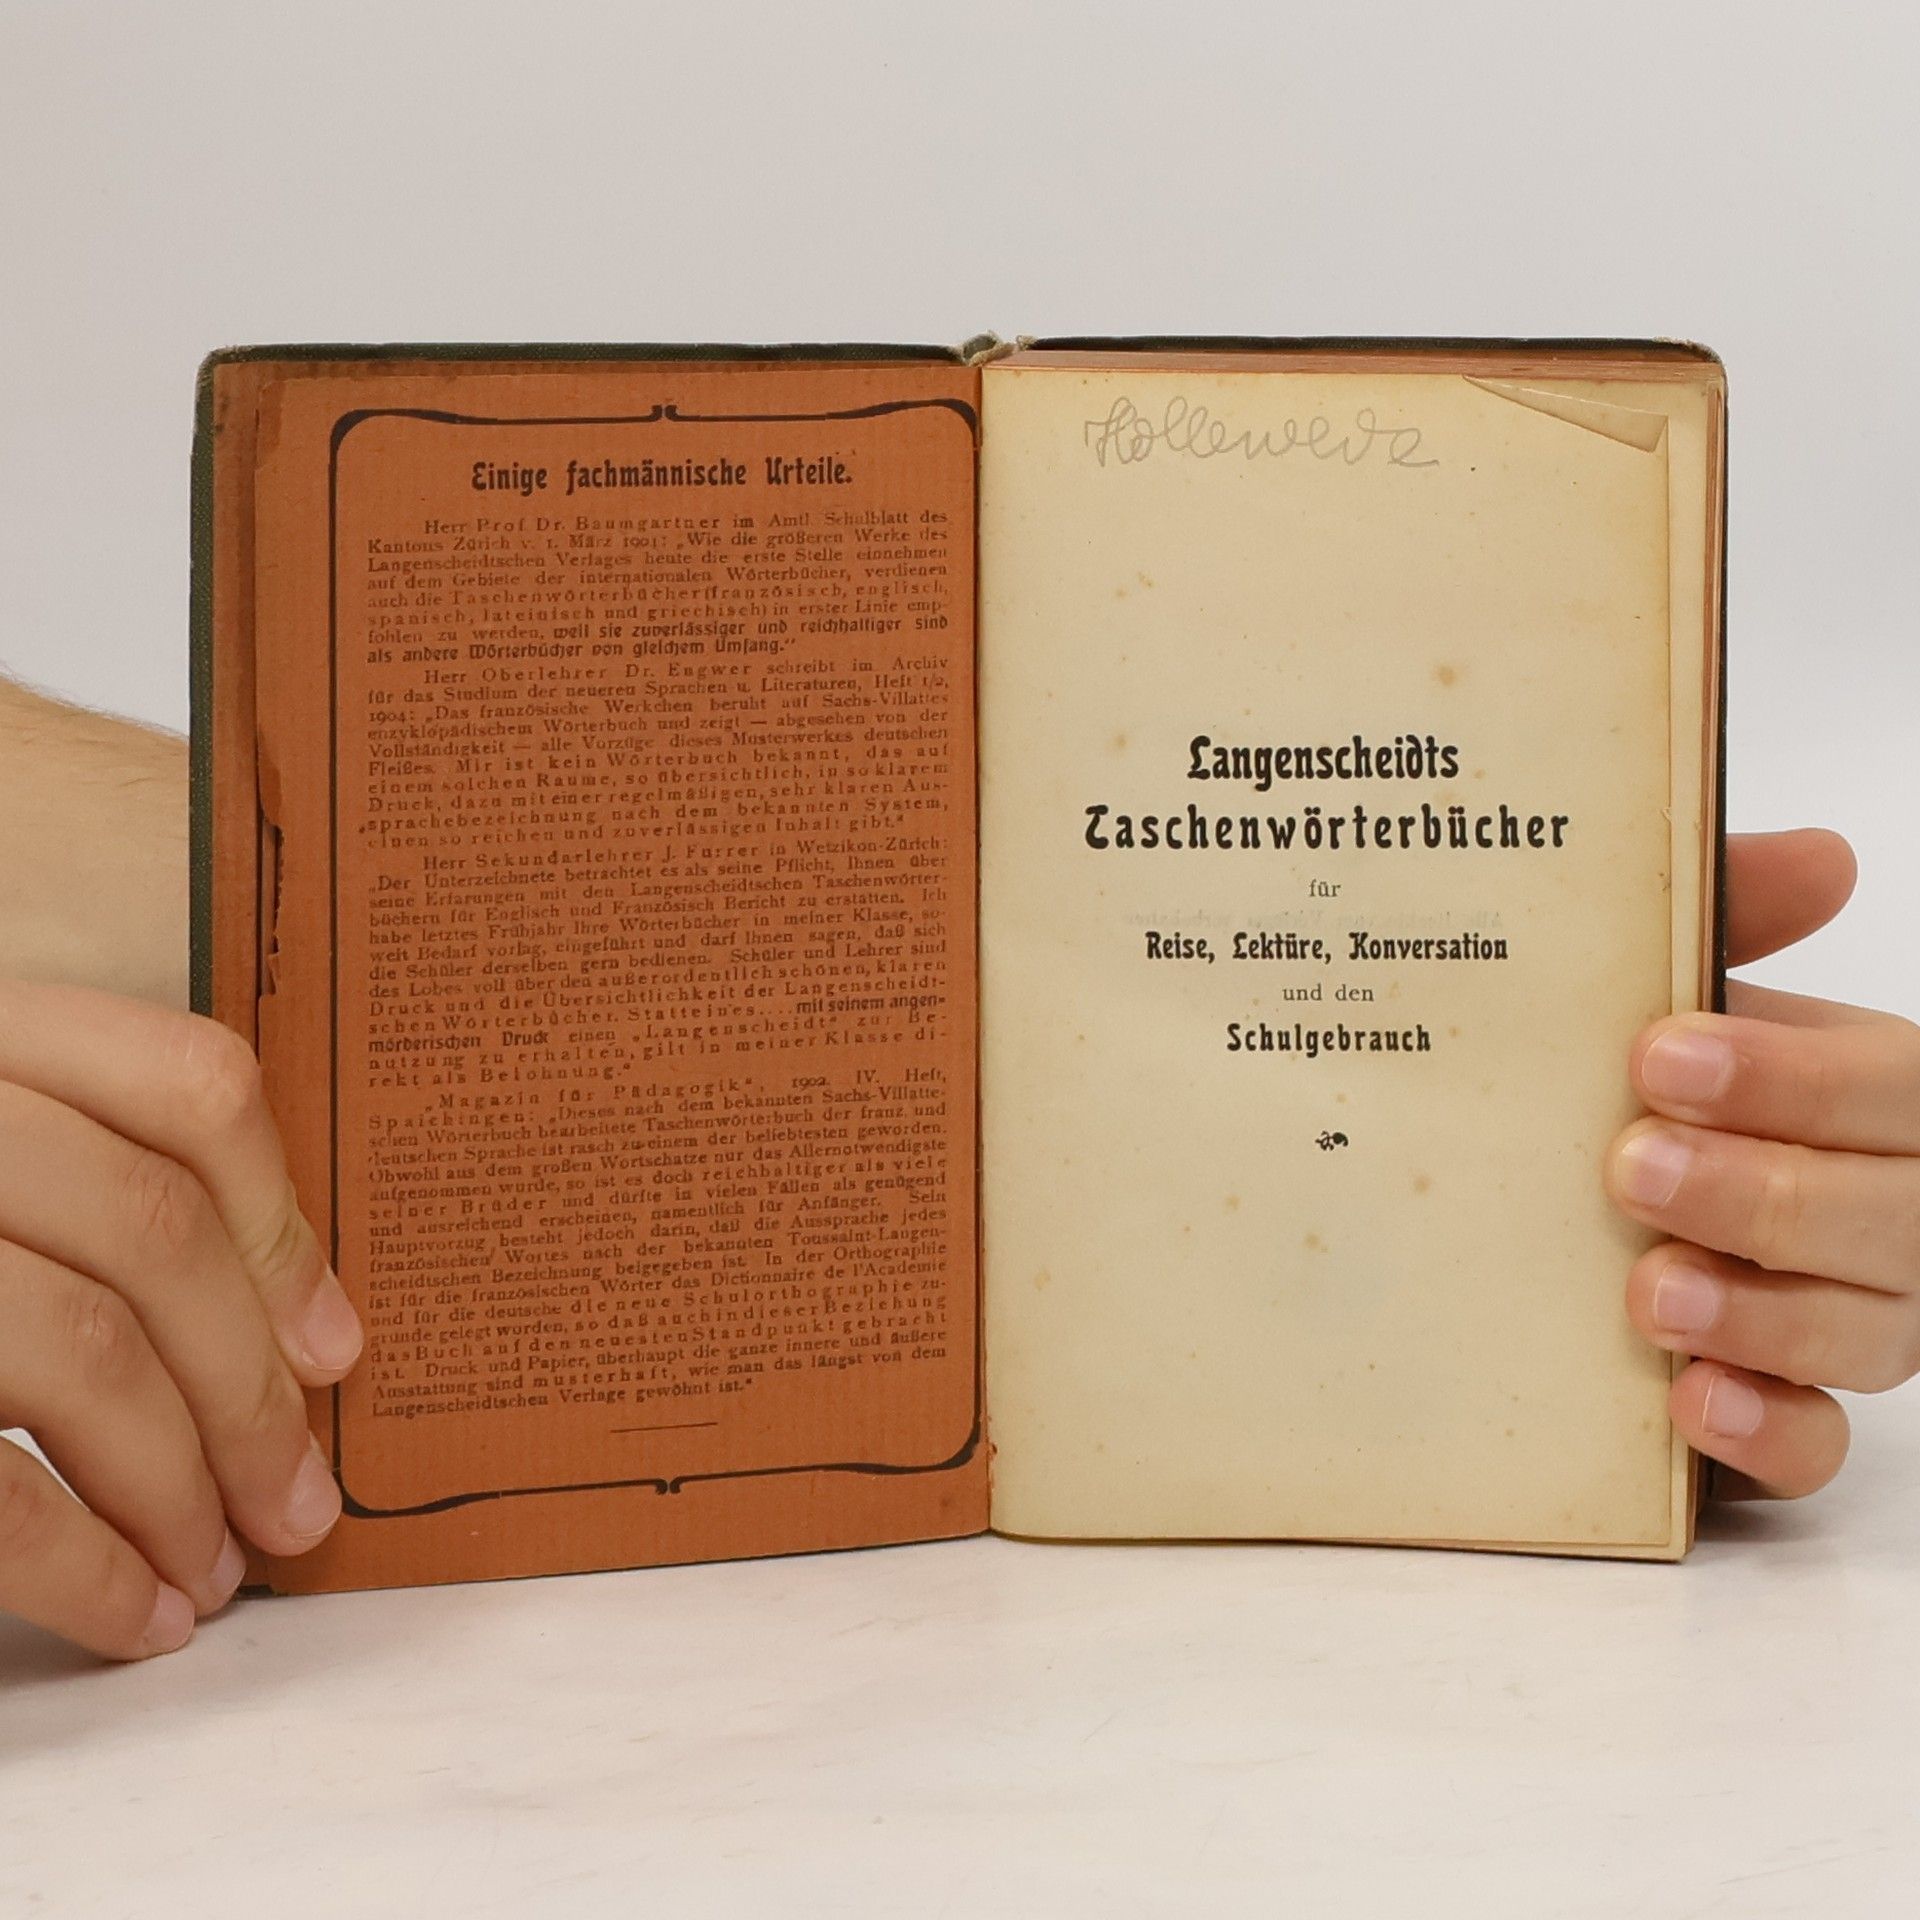 Einige fachmännische Urteile.
Herr Prof. Dr. Baumgartner im Amtl. Schulblatt des
Kantons Zürich v. 1. März 1904: „Wie die größeren Werke des
Langenscheidtschen Verlages heute die erste Stelle einnehmen
auf dem Gebiete der internationalen Wörterbücher, verdienen
auch die Taschenwörterbücher (französisch, englisch,
spanisch, lateinisch und griechisch) in erster Linie emp-
fohlen zu werden, weil sie zuverlässiger und reichhaltiger sind
als andere Wörterbücher von gleichem Umfang.“
Herr Oberlehrer Dr. Engwer schreibt im Archiv
für das Studium der neueren Sprachen u. Literaturen, Heft 1/2,
1904: „Das französische Werkchen beruht auf Sachs-Villattes
enzyklopädischem Wörterbuch und zeigt — abgesehen von der
Vollständigkeit — alle Vorzüge dieses Musterwerkes deutschen
Fleißes. Mir ist kein Wörterbuch bekannt, das auf
einem solchen Raume, so übersichtlich, in so klarem
Druck, dazu mit einer regelmäßigen, sehr klaren Aus-
sprachebezeichnung nach dem bekannten System,
einen so reichen und zuverlässigen Inhalt gibt.“
Herr Sekundarlehrer J. Furrer in Wetzikon-Zürich:
„Der Unterzeichnete betrachtet es als seine Pflicht, Ihnen über
seine Erfarungen mit den Langenscheidtschen Taschenwörter-
büchern für Englisch und Französisch Bericht zu erstatten. Ich
habe letztes Frühjahr Ihre Wörterbücher in meiner Klasse, so-
weit Bedarf vorlag, eingeführt und darf Ihnen sagen, daß sich
die Schüler derselben gern bedienen. Schüler und Lehrer sind
des Lobes voll über den außerordentlich schönen, klaren
Druck und die Übersichtlichkeit der Langenscheidt-
schen Wörterbücher. Statt eines .... mit seinem augen-
mörderischen Druck einen „Langenscheidt“ zur Be-
nutzung zu erhalten, gilt in meiner Klasse di-
rekt als Belohnung.“
„Magazin für Pädagogik“, 1902. IV. Heft,
Spaichingen: „Dieses nach dem bekannten Sachs-Villatte-
schen Wörterbuch bearbeitete Taschenwörterbuch der franz. und
deutschen Sprache ist rasch zu einem der beliebtesten geworden.
Obwohl aus dem großen Wortschatze nur das Allernotwendigste
aufgenommen wurde, so ist es doch reichhaltiger als viele
seiner Brüder und dürfte in vielen Fällen als genügend
und ausreichend erscheinen, namentlich für Anfänger. Sein
Hauptvorzug besteht jedoch darin, daß die Aussprache jedes
französischen Wortes nach der bekannten Toussaint-Langen-
scheidtschen Bezeichnung beigegeben ist. In der Orthographie
ist für die französischen Wörter das Dictionnaire de l'Academie
und für die deutsche die neue Schulorthographie zu-
grunde gelegt worden, so daß auch in dieser Beziehung
das Buch auf den neuesten Standpunkt gebracht
ist. Druck und Papier, überhaupt die ganze innere und äußere
Ausstattung sind musterhaft, wie man das längst von dem
Langenscheidtschen Verlage gewöhnt ist.“
Langenscheidts
Taschenwörterbücher
für
Reise, Lektüre, Konversation
und den
Schulgebrauch